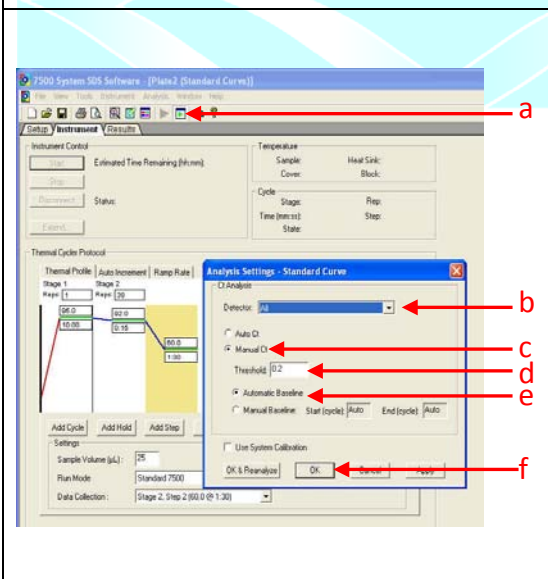 7500 System SDS Software - [Plate2 (Standard Curve)]
File View Tools Instrument Analysis Window Help
a
Setup Instrument Results
Instrument Control
Start Estimated Time Remaining (hh:mm):
Stop
Disconnect Status:
Extend...
Temperature
Sample: Heat Sink:
Cover: Block:
Cycle
Stage: Rep:
Time (mm:ss): Step:
State:
Thermal Cycler Protocol
Thermal Profile Auto Increment Ramp Rate
Stage 1 Stage 2
Reps: 1 Reps:
10:00 0:15
60.0
1:30
Add Cycle Add Hold Add Step
Settings
Sample Volume (µL) : 25
Run Mode Standard 7500
Data Collection : Stage 2, Step 2 (60.0 @ 1:30)
Analysis Settings - Standard Curve
Ct Analysis
Detector: All
b
Auto Ct
Manual Ct
c
Threshold: 0.2
d
Automatic Baseline
e
Manual Baseline: Start (cycle): Auto End (cycle): Auto
Use System Calibration
OK & Reanalyze OK Cancel Apply
f